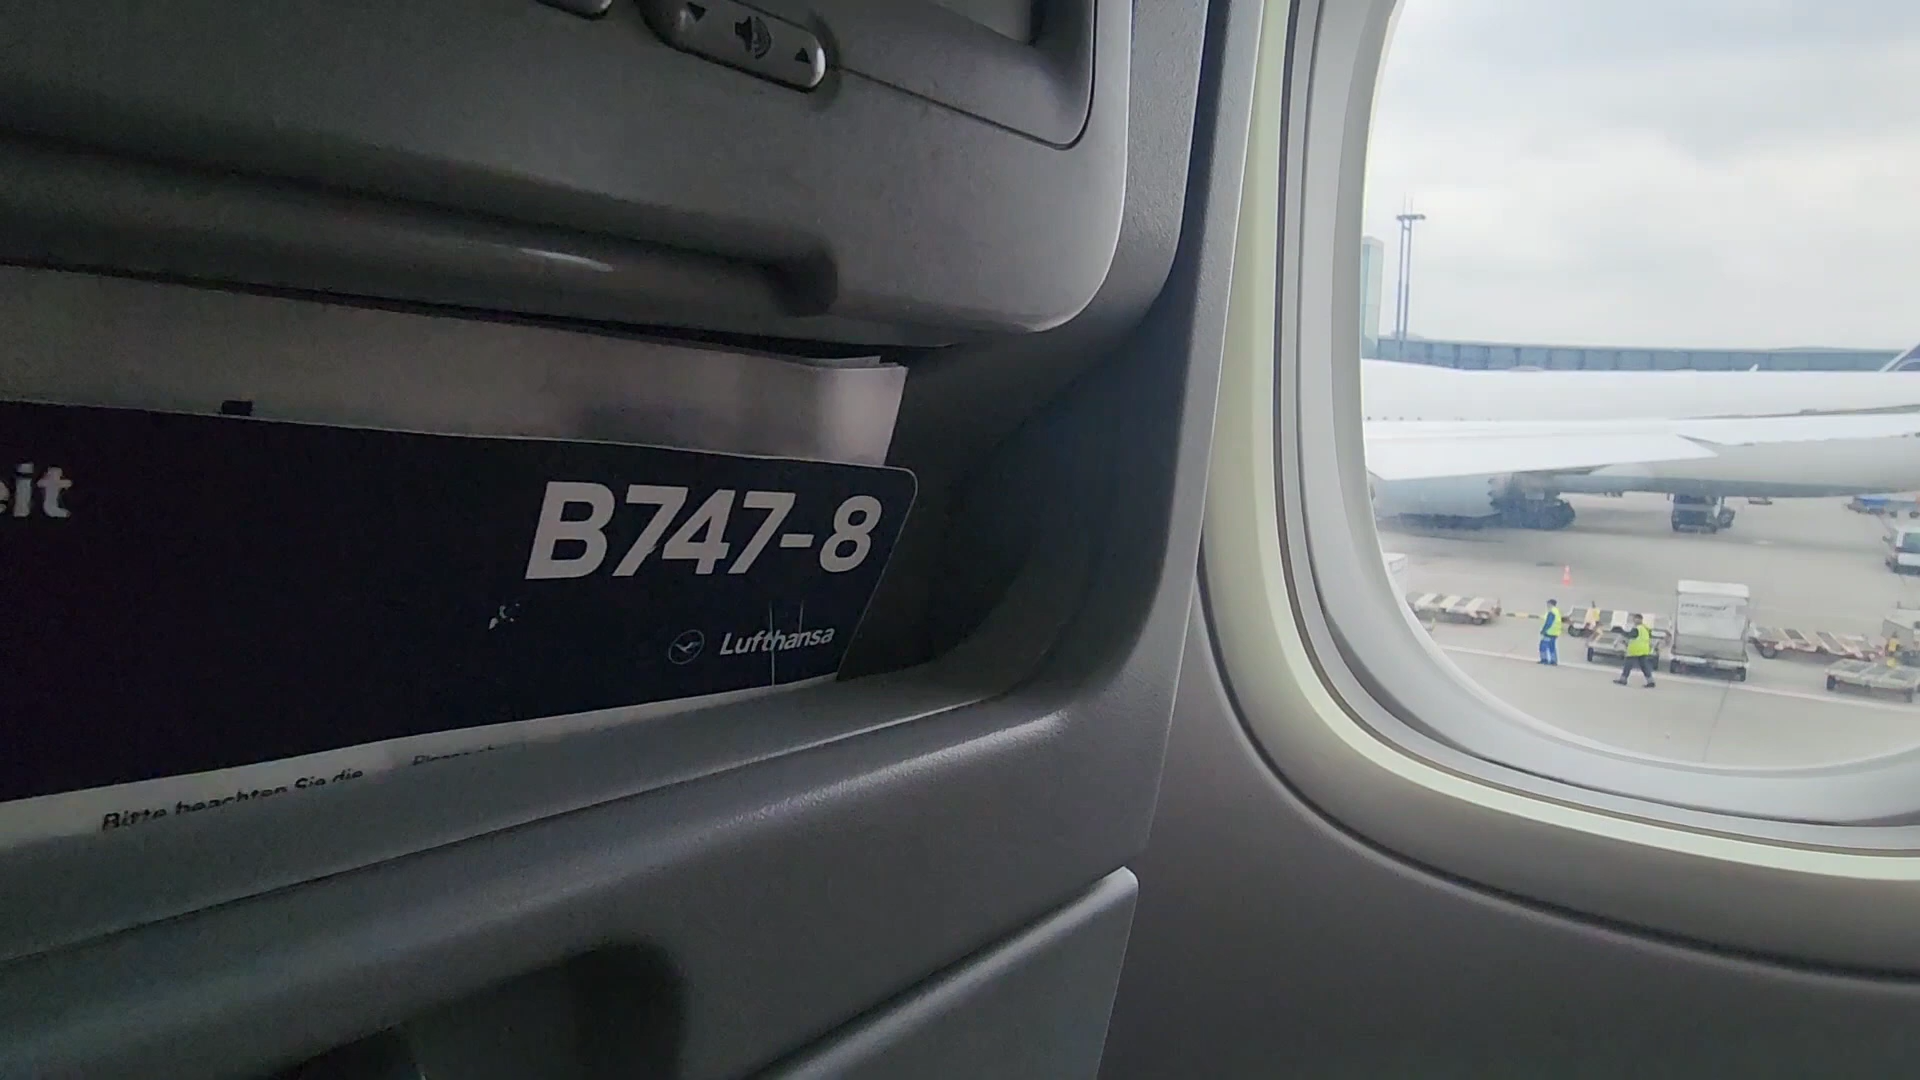 eit
B747-8
Lufthansa
Bitte beachten Sie die